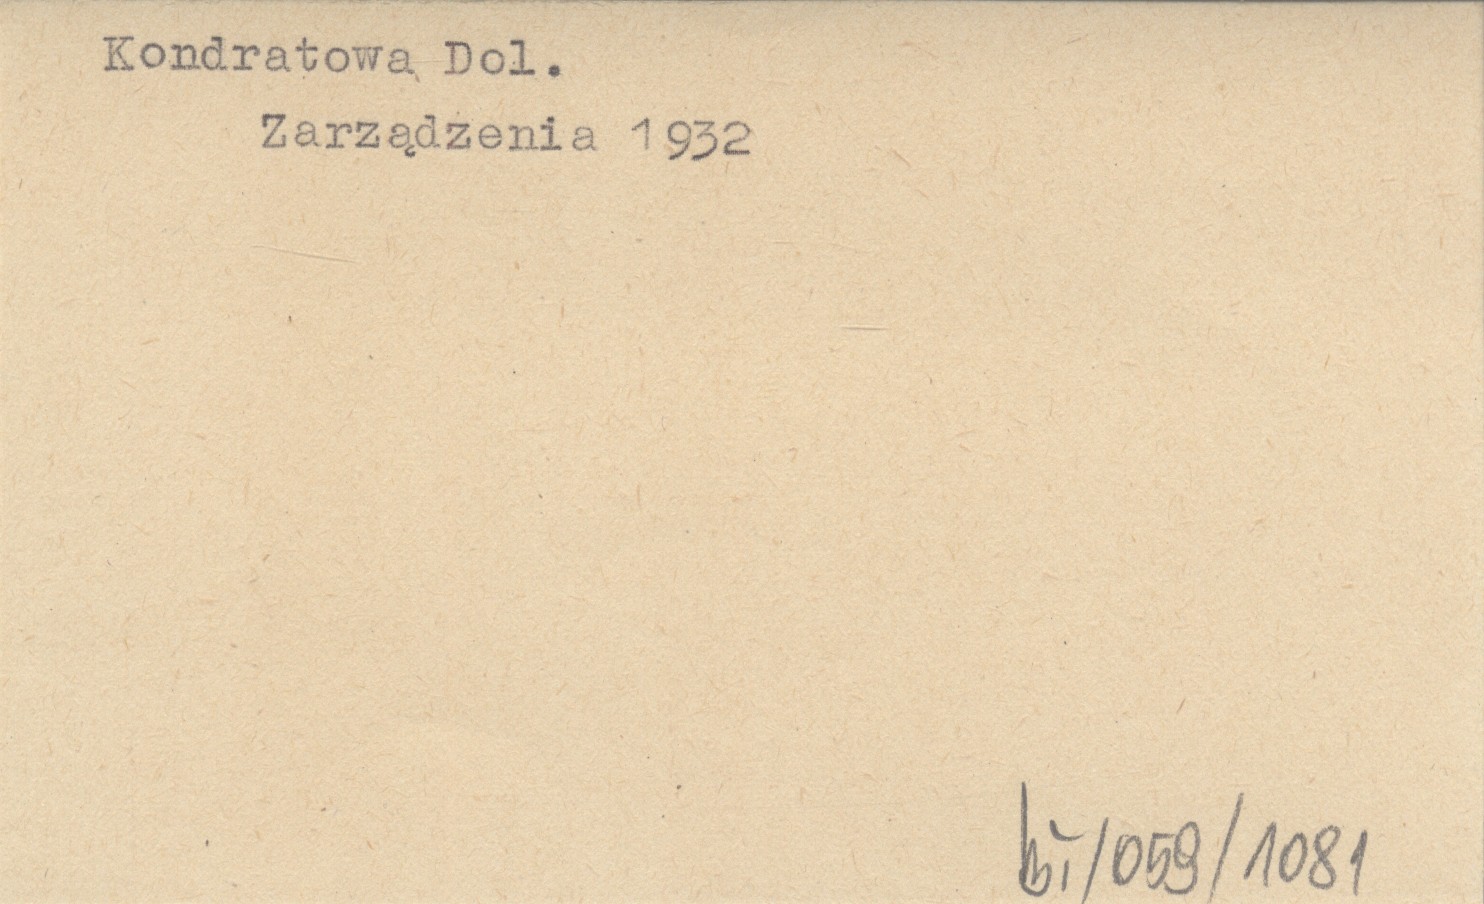 Kondratowa Dol.
Zarządzenia 1932
bi/059/1081